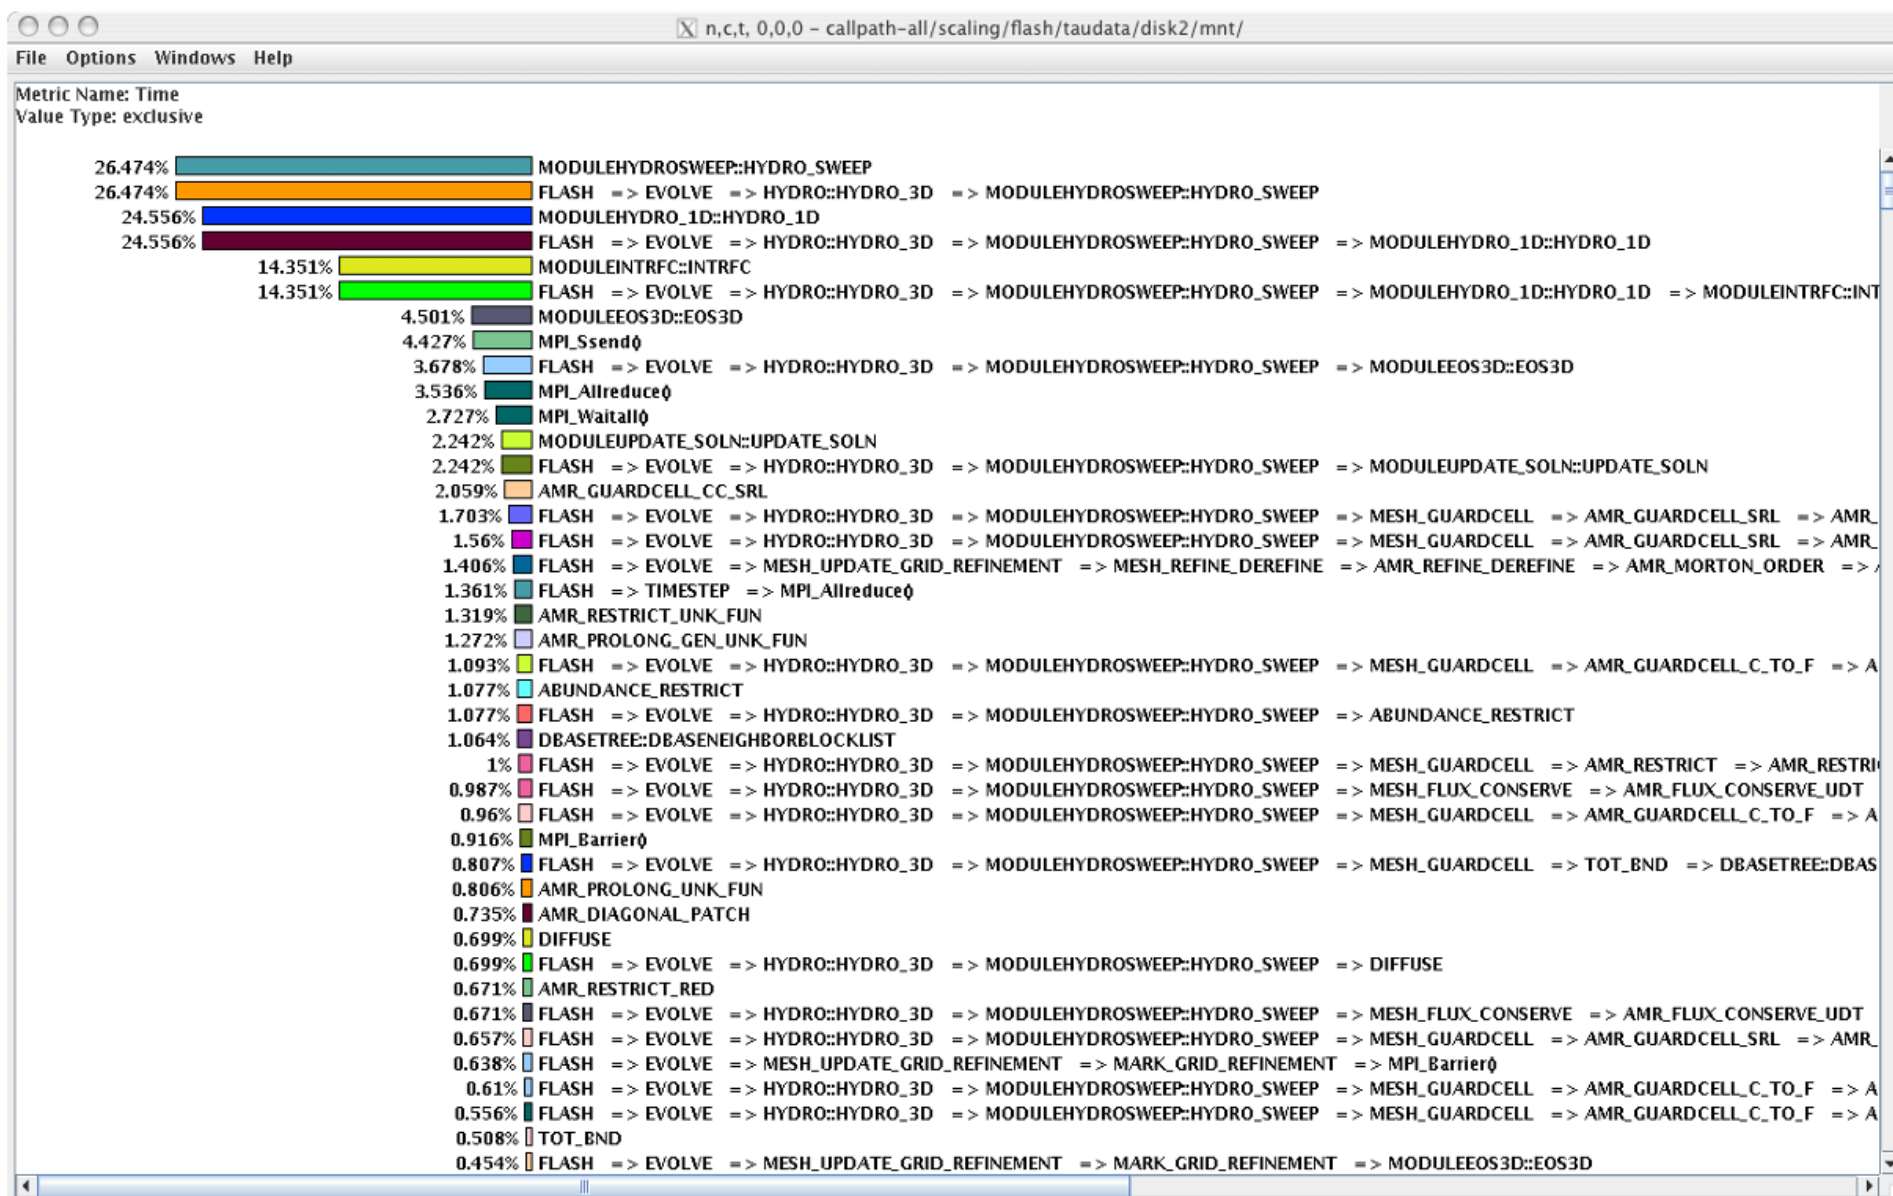 n,c,t, 0,0,0 – callpath-all/scaling/flash/taudata/disk2/mnt/
File Options Windows Help
Metric Name: Time
Value Type: exclusive
26.474% MODULEHYDROSWEEP::HYDRO_SWEEP
26.474% FLASH => EVOLVE => HYDRO::HYDRO_3D => MODULEHYDROSWEEP::HYDRO_SWEEP
24.556% MODULEHYDRO_1D::HYDRO_1D
24.556% FLASH => EVOLVE => HYDRO::HYDRO_3D => MODULEHYDROSWEEP::HYDRO_SWEEP => MODULEHYDRO_1D::HYDRO_1D
14.351% MODULEINTRFC::INTRFC
14.351% FLASH => EVOLVE => HYDRO::HYDRO_3D => MODULEHYDROSWEEP::HYDRO_SWEEP => MODULEHYDRO_1D::HYDRO_1D => MODULEINTRFC::INT
4.501% MODULEEOS3D::EOS3D
4.427% MPI_Ssend()
3.678% FLASH => EVOLVE => HYDRO::HYDRO_3D => MODULEHYDROSWEEP::HYDRO_SWEEP => MODULEEOS3D::EOS3D
3.536% MPI_Allreduce()
2.727% MPI_Waitall()
2.242% MODULEUPDATE_SOLN::UPDATE_SOLN
2.242% FLASH => EVOLVE => HYDRO::HYDRO_3D => MODULEHYDROSWEEP::HYDRO_SWEEP => MODULEUPDATE_SOLN::UPDATE_SOLN
2.059% AMR_GUARDCELL_CC_SRL
1.703% FLASH => EVOLVE => HYDRO::HYDRO_3D => MODULEHYDROSWEEP::HYDRO_SWEEP => MESH_GUARDCELL => AMR_GUARDCELL_SRL => AMR_
1.56% FLASH => EVOLVE => HYDRO::HYDRO_3D => MODULEHYDROSWEEP::HYDRO_SWEEP => MESH_GUARDCELL => AMR_GUARDCELL_SRL => AMR_
1.406% FLASH => EVOLVE => MESH_UPDATE_GRID_REFINEMENT => MESH_REFINE_DEREFINE => AMR_REFINE_DEREFINE => AMR_MORTON_ORDER =>
1.361% FLASH => TIMESTEP => MPI_Allreduce()
1.319% AMR_RESTRICT_UNK_FUN
1.272% AMR_PROLONG_GEN_UNK_FUN
1.093% FLASH => EVOLVE => HYDRO::HYDRO_3D => MODULEHYDROSWEEP::HYDRO_SWEEP => MESH_GUARDCELL => AMR_GUARDCELL_C_TO_F => A
1.077% ABUNDANCE_RESTRICT
1.077% FLASH => EVOLVE => HYDRO::HYDRO_3D => MODULEHYDROSWEEP::HYDRO_SWEEP => ABUNDANCE_RESTRICT
1.064% DBASETREE::DBASENEIGHBORBLOCKLIST
1% FLASH => EVOLVE => HYDRO::HYDRO_3D => MODULEHYDROSWEEP::HYDRO_SWEEP => MESH_GUARDCELL => AMR_RESTRICT => AMR_RESTRI
0.987% FLASH => EVOLVE => HYDRO::HYDRO_3D => MODULEHYDROSWEEP::HYDRO_SWEEP => MESH_FLUX_CONSERVE => AMR_FLUX_CONSERVE_UDT
0.96% FLASH => EVOLVE => HYDRO::HYDRO_3D => MODULEHYDROSWEEP::HYDRO_SWEEP => MESH_GUARDCELL => AMR_GUARDCELL_C_TO_F => A
0.916% MPI_Barrier()
0.807% FLASH => EVOLVE => HYDRO::HYDRO_3D => MODULEHYDROSWEEP::HYDRO_SWEEP => MESH_GUARDCELL => TOT_BND => DBASETREE::DBAS
0.806% AMR_PROLONG_UNK_FUN
0.735% AMR_DIAGONAL_PATCH
0.699% DIFFUSE
0.699% FLASH => EVOLVE => HYDRO::HYDRO_3D => MODULEHYDROSWEEP::HYDRO_SWEEP => DIFFUSE
0.671% AMR_RESTRICT_RED
0.671% FLASH => EVOLVE => HYDRO::HYDRO_3D => MODULEHYDROSWEEP::HYDRO_SWEEP => MESH_FLUX_CONSERVE => AMR_FLUX_CONSERVE_UDT
0.657% FLASH => EVOLVE => HYDRO::HYDRO_3D => MODULEHYDROSWEEP::HYDRO_SWEEP => MESH_GUARDCELL => AMR_GUARDCELL_SRL => AMR_
0.638% FLASH => EVOLVE => MESH_UPDATE_GRID_REFINEMENT => MARK_GRID_REFINEMENT => MPI_Barrier()
0.61% FLASH => EVOLVE => HYDRO::HYDRO_3D => MODULEHYDROSWEEP::HYDRO_SWEEP => MESH_GUARDCELL => AMR_GUARDCELL_C_TO_F => A
0.556% FLASH => EVOLVE => HYDRO::HYDRO_3D => MODULEHYDROSWEEP::HYDRO_SWEEP => MESH_GUARDCELL => AMR_GUARDCELL_C_TO_F => A
0.508% TOT_BND
0.454% FLASH => EVOLVE => MESH_UPDATE_GRID_REFINEMENT => MARK_GRID_REFINEMENT => MODULEEOS3D::EOS3D